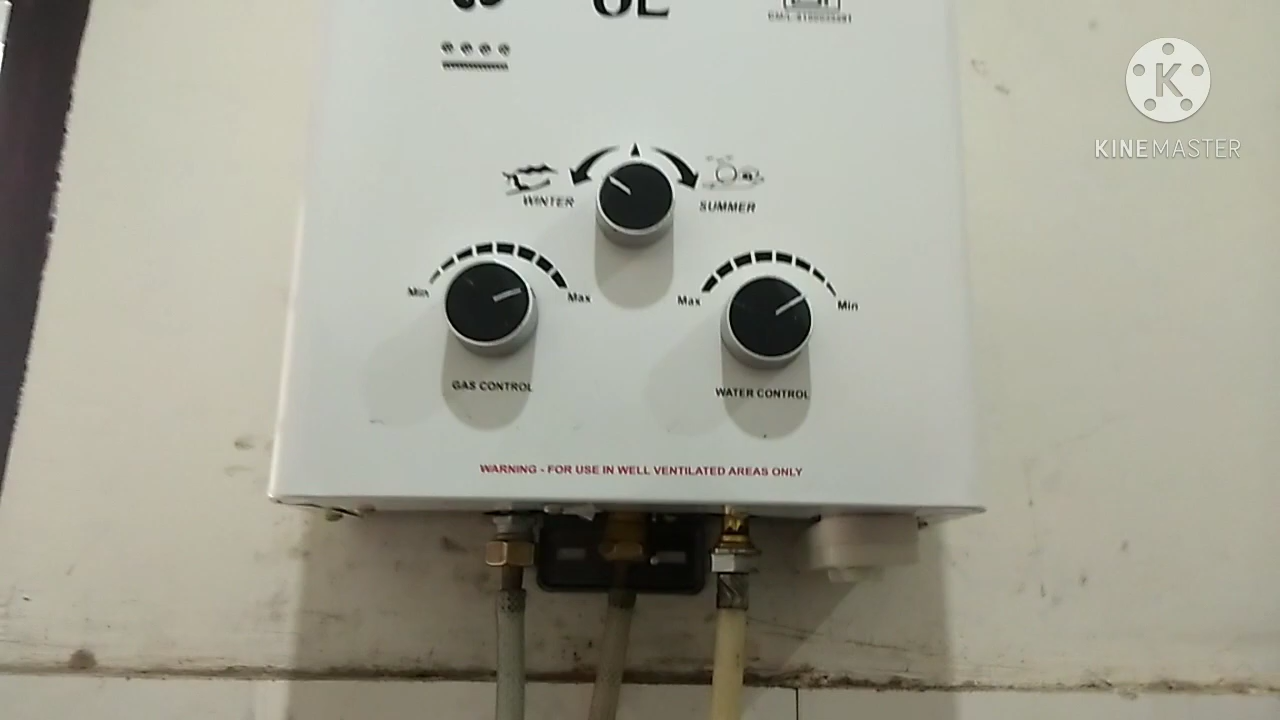 KINEMASTER
WINTER
SUMMER
Min
Max
Max
Min
GAS CONTROL
WATER CONTROL
WARNING - FOR USE IN WELL VENTILATED AREAS ONLY